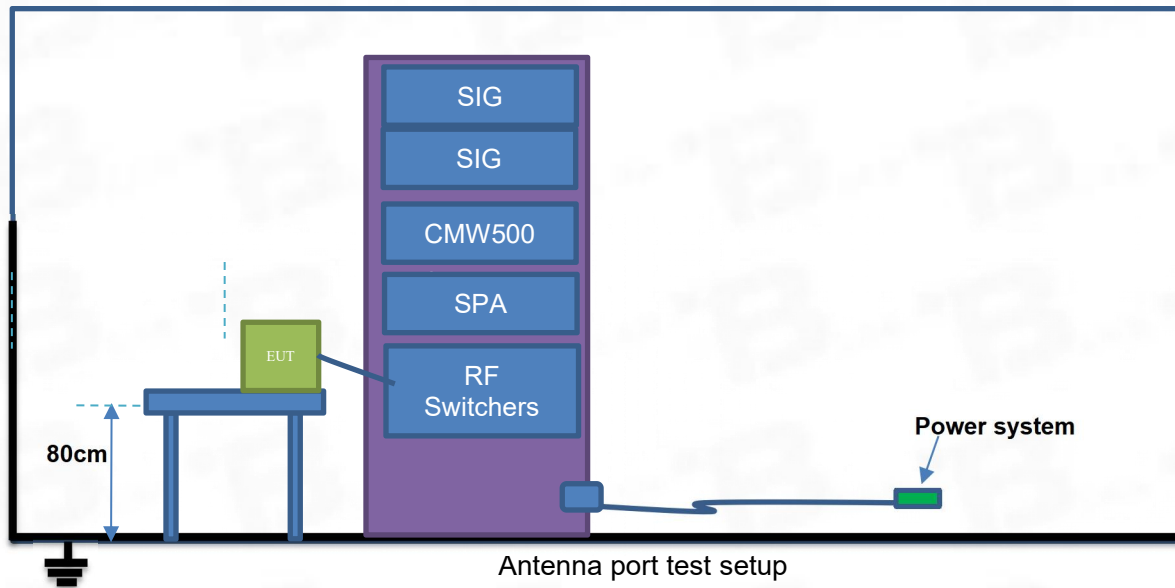 SIG
SIG
CMW500
SPA
EUT
RF
Switchers
80cm
Power system
Antenna port test setup